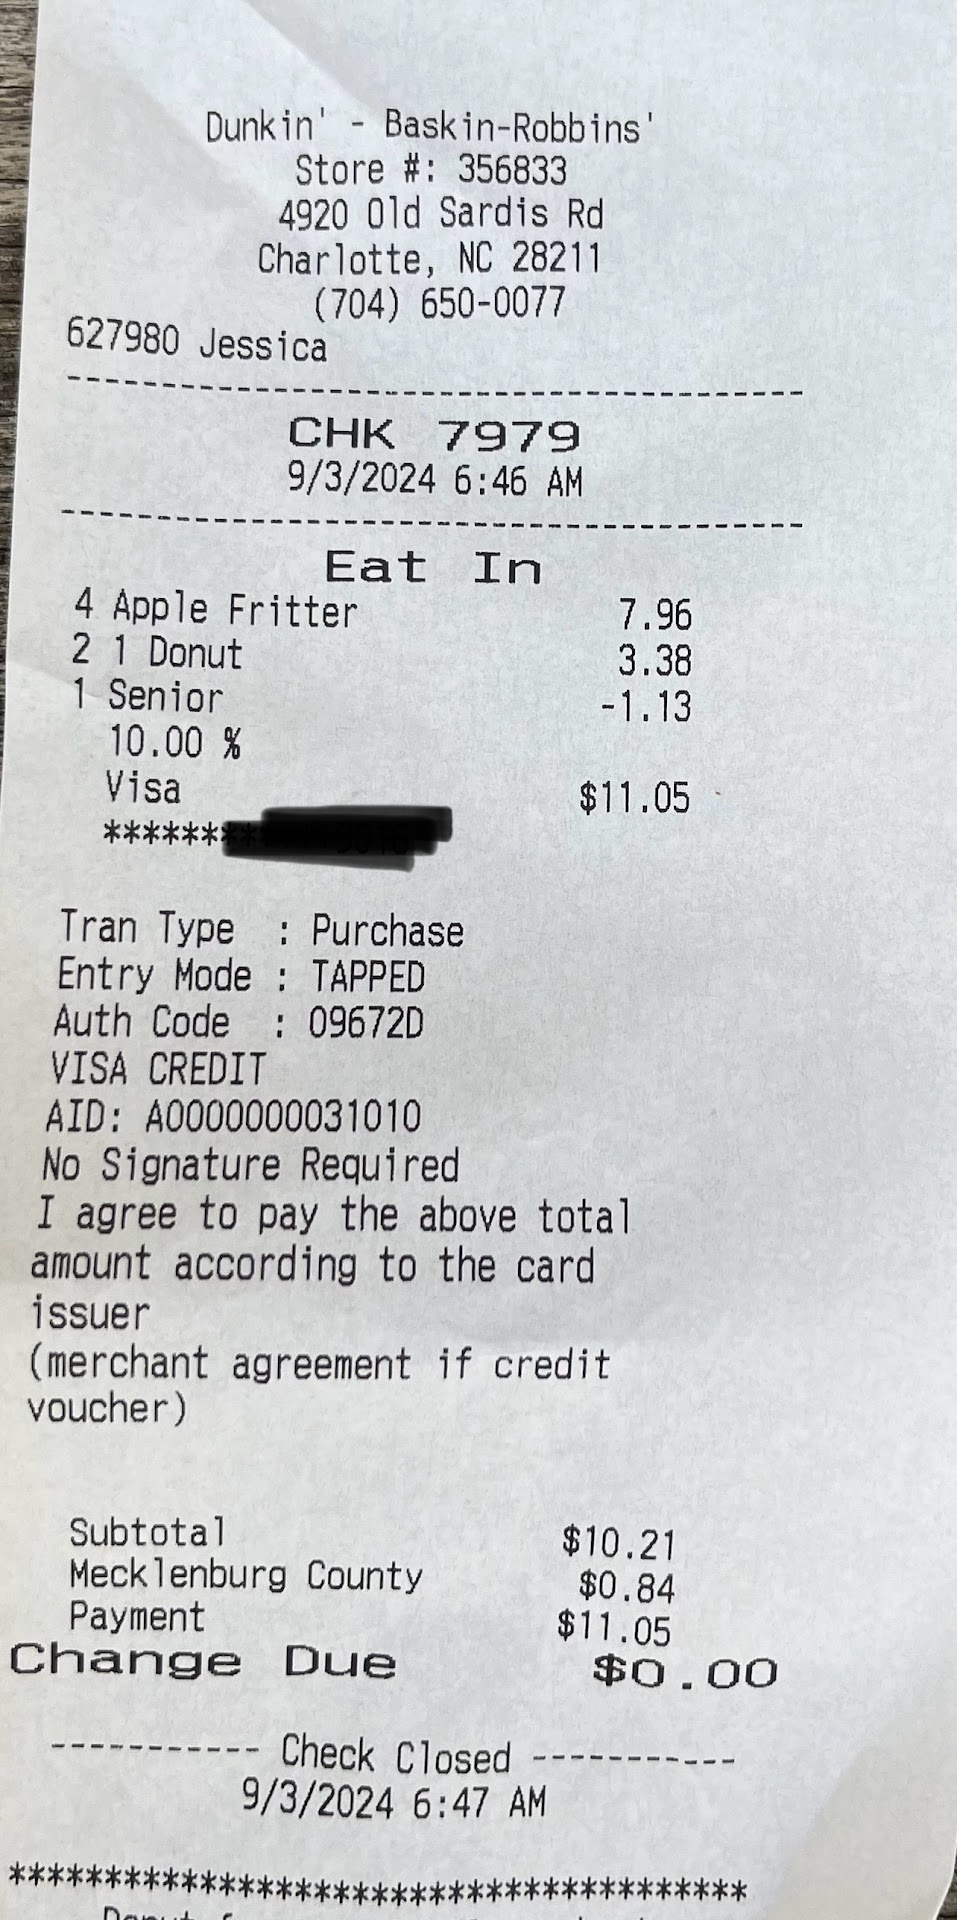 Dunkin' - Baskin-Robbins'
Store #: 356833
4920 Old Sardis Rd
Charlotte, NC 28211
(704) 650-0077
627980 Jessica
---------------------------------------
CHK 7979
9/3/2024 6:46 AM
---------------------------------------
Eat In
4 Apple Fritter 7.96
2 1 Donut 3.38
1 Senior -1.13
10.00 %
Visa $11.05
*******
Tran Type : Purchase
Entry Mode : TAPPED
Auth Code : 09672D
VISA CREDIT
AID: A0000000031010
No Signature Required
I agree to pay the above total
amount according to the card
issuer
(merchant agreement if credit
voucher)
Subtotal $10.21
Mecklenburg County $0.84
Payment $11.05
Change Due $0.00
----------- Check Closed -----------
9/3/2024 6:47 AM
****************************************